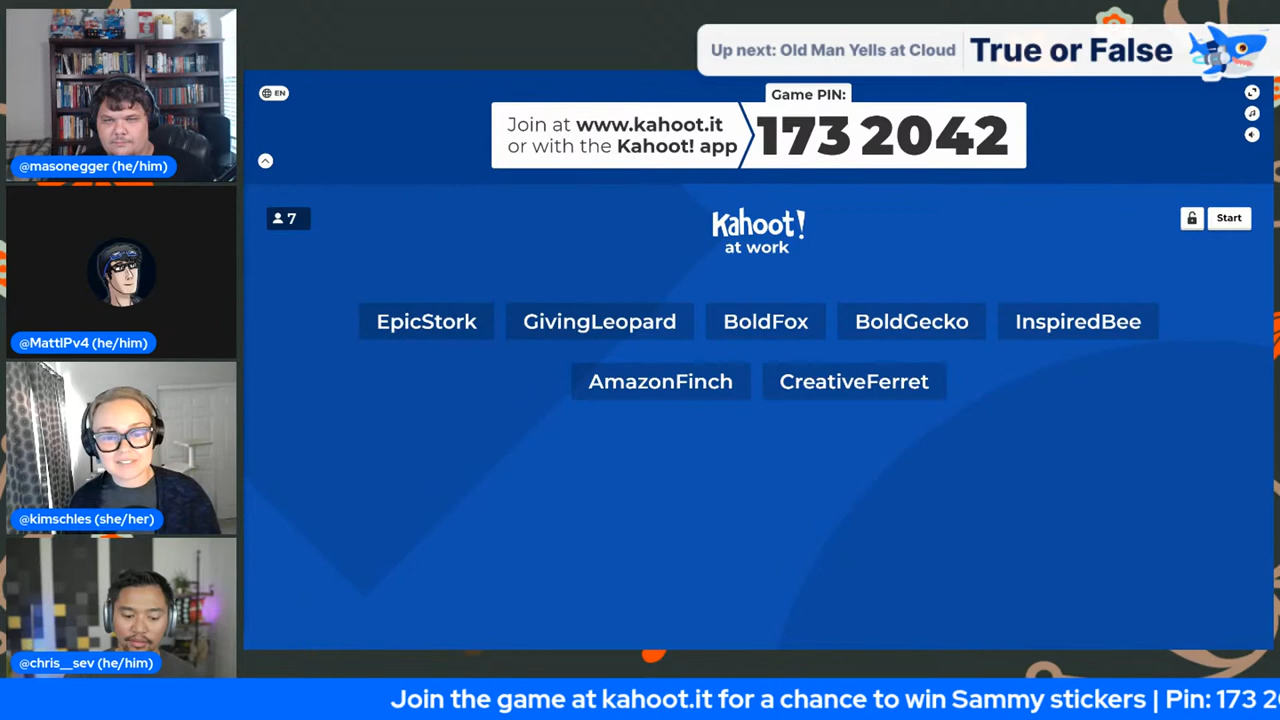 Up next: Old Man Yells at Cloud
True or False
EN
Game PIN:
Join at www.kahoot.it
or with the Kahoot! app
173 2042
@masonegger (he/him)
7
Kahoot!
at work
Start
EpicStork
GivingLeopard
BoldFox
BoldGecko
InspiredBee
@MattIPv4 (he/him)
AmazonFinch
CreativeFerret
@kimschles (she/her)
@chris__sev (he/him)
Join the game at kahoot.it for a chance to win Sammy stickers | Pin: 173 2